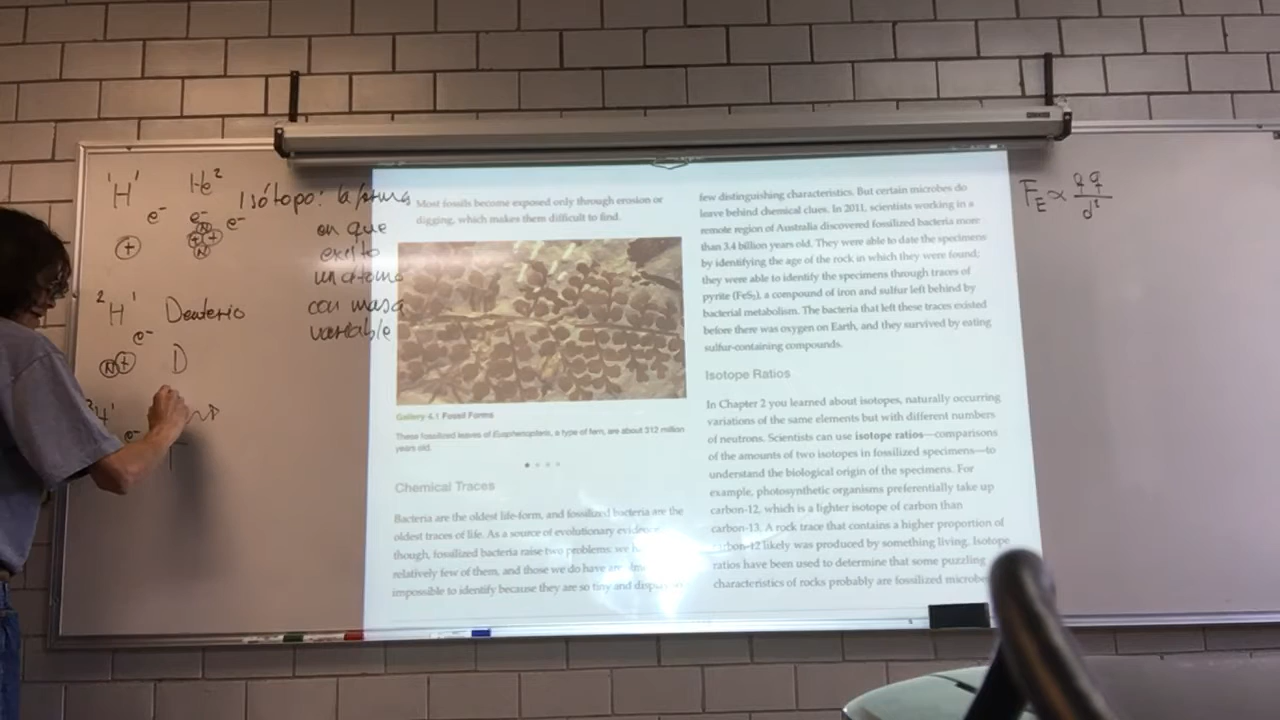 ¹H¹ He²
e⁻ e⁻ e⁻
+ N + + N
²H¹ Deuterio
e⁻
N + D
³H¹
e⁻
T
Isótopo: la forma
en que
existe
un átomo
con masa
variable
Most fossils become exposed only through erosion or
digging, which makes them difficult to find.
Gallery 4.1 Fossil Forms
These fossilized leaves of Eusphenopteris, a type of fern, are about 312 million
years old.
Chemical Traces
Bacteria are the oldest life-form, and fossilized bacteria are the
oldest traces of life. As a source of evolutionary evidence
though, fossilized bacteria raise two problems: we
relatively few of them, and those we do have are
impossible to identify because they are so tiny and display
few distinguishing characteristics. But certain microbes do
leave behind chemical clues. In 2011, scientists working in a
remote region of Australia discovered fossilized bacteria more
than 3.4 billion years old. They were able to date the specimens
by identifying the age of the rock in which they were found;
they were able to identify the specimens through traces of
pyrite (FeS₂), a compound of iron and sulfur left behind by
bacterial metabolism. The bacteria that left these traces existed
before there was oxygen on Earth, and they survived by eating
sulfur-containing compounds.
Isotope Ratios
In Chapter 2 you learned about isotopes, naturally occurring
variations of the same elements but with different numbers
of neutrons. Scientists can use isotope ratios—comparisons
of the amounts of two isotopes in fossilized specimens—to
understand the biological origin of the specimens. For
example, photosynthetic organisms preferentially take up
carbon-12, which is a lighter isotope of carbon than
carbon-13. A rock trace that contains a higher proportion of
carbon-12 likely was produced by something living. Isotope
ratios have been used to determine that some puzzling
characteristics of rocks probably are fossilized microbe
F_E ∝ q q / d²